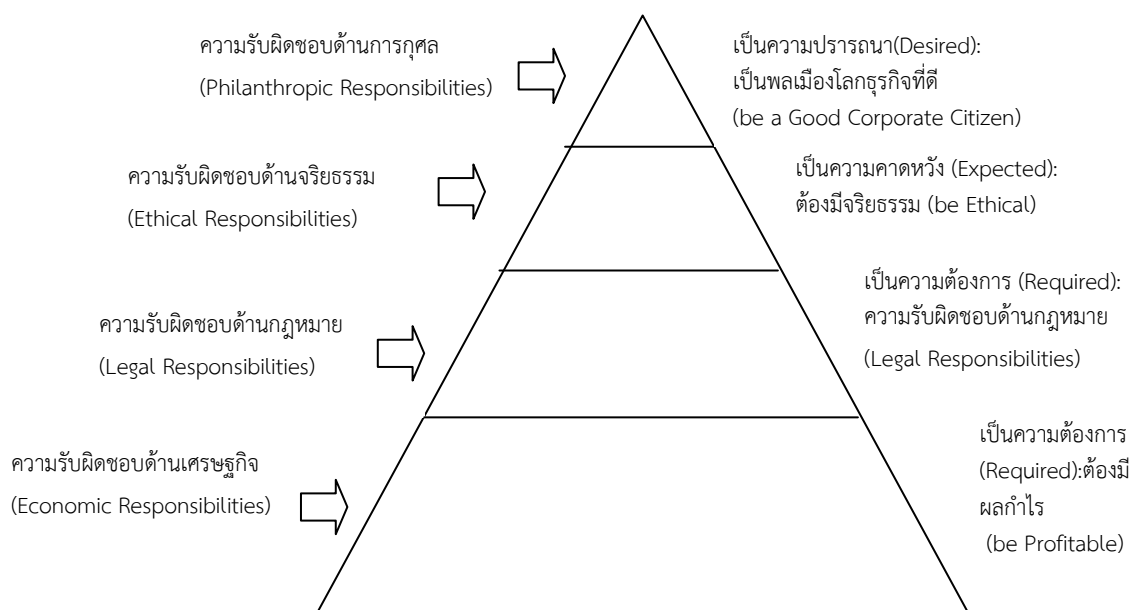 ความรับผิดชอบด้านการกุศล
(Philanthropic Responsibilities)
เป็นความปรารถนา(Desired):
เป็นพลเมืองโลกธุรกิจที่ดี
(be a Good Corporate Citizen)
ความรับผิดชอบด้านจริยธรรม
(Ethical Responsibilities)
เป็นความคาดหวัง (Expected):
ต้องมีจริยธรรม (be Ethical)
ความรับผิดชอบด้านกฎหมาย
(Legal Responsibilities)
เป็นความต้องการ (Required):
ความรับผิดชอบด้านกฎหมาย
(Legal Responsibilities)
ความรับผิดชอบด้านเศรษฐกิจ
(Economic Responsibilities)
เป็นความต้องการ
(Required):ต้องมี
ผลกำไร
(be Profitable)